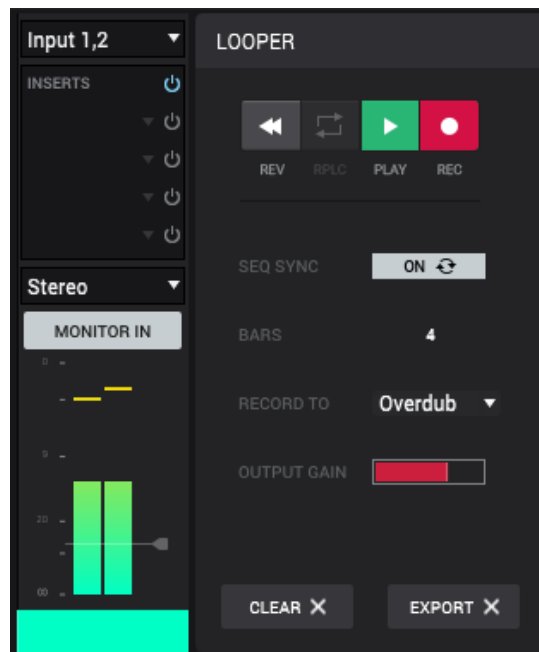 Input 1,2
INSERTS
Stereo
MONITOR IN
0
9
20
∞
LOOPER
REV RPLC PLAY REC
SEQ SYNC ON
BARS 4
RECORD TO Overdub
OUTPUT GAIN
CLEAR EXPORT